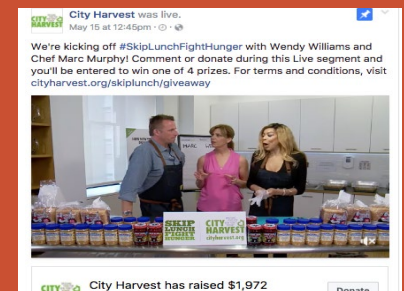 City Harvest was live.
May 15 at 12:45pm ·
We're kicking off #SkipLunchFightHunger with Wendy Williams and
Chef Marc Murphy! Comment or donate during this Live segment and
you'll be entered to win one of 4 prizes. For terms and conditions, visit
cityharvest.org/skiplunch/giveaway
SKIP
LUNCH
FIGHT
HUNGER
CITY
HARVEST
cityharvest.org
City Harvest has raised $1,972
Donate
CITY